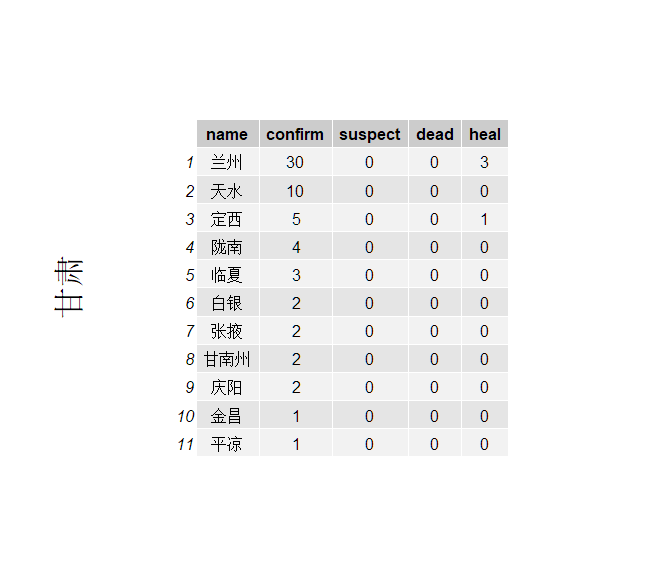 甘肃
name confirm suspect dead heal
1 兰州 30 0 0 3
2 天水 10 0 0 0
3 定西 5 0 0 1
4 陇南 4 0 0 0
5 临夏 3 0 0 0
6 白银 2 0 0 0
7 张掖 2 0 0 0
8 甘南州 2 0 0 0
9 庆阳 2 0 0 0
10 金昌 1 0 0 0
11 平凉 1 0 0 0